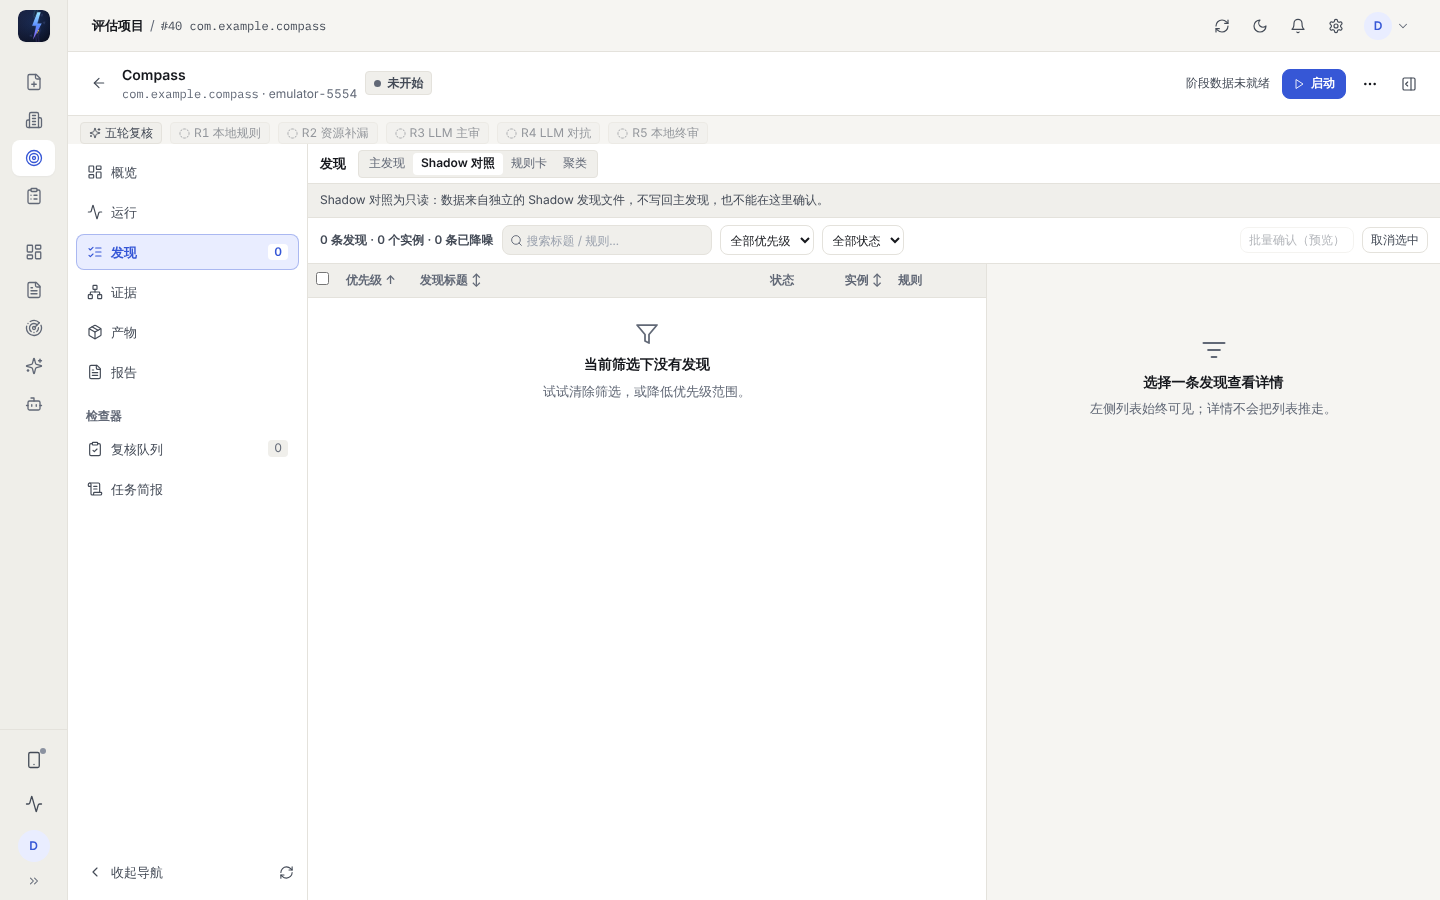 评估项目 / #40 com.example.compass
D
Compass
com.example.compass · emulator-5554
未开始
阶段数据未就绪
启动
五轮复核
R1 本地规则
R2 资源补漏
R3 LLM 主审
R4 LLM 对抗
R5 本地终审
概览
运行
发现 0
证据
产物
报告
检查器
复核队列 0
任务简报
收起导航
D
发现
主发现
Shadow 对照
规则卡
聚类
Shadow 对照为只读：数据来自独立的 Shadow 发现文件，不写回主发现，也不能在这里确认。
0 条发现 · 0 个实例 · 0 条已降噪
搜索标题 / 规则...
全部优先级
全部状态
批量确认（预览）
取消选中
优先级
发现标题
状态
实例
规则
当前筛选下没有发现
试试清除筛选，或降低优先级范围。
选择一条发现查看详情
左侧列表始终可见；详情不会把列表推走。